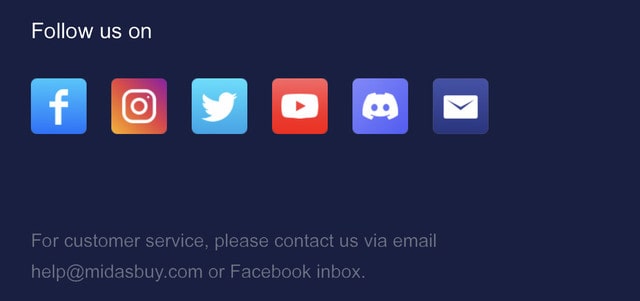 Follow us on
For customer service, please contact us via email
help@midasbuy.com or Facebook inbox.